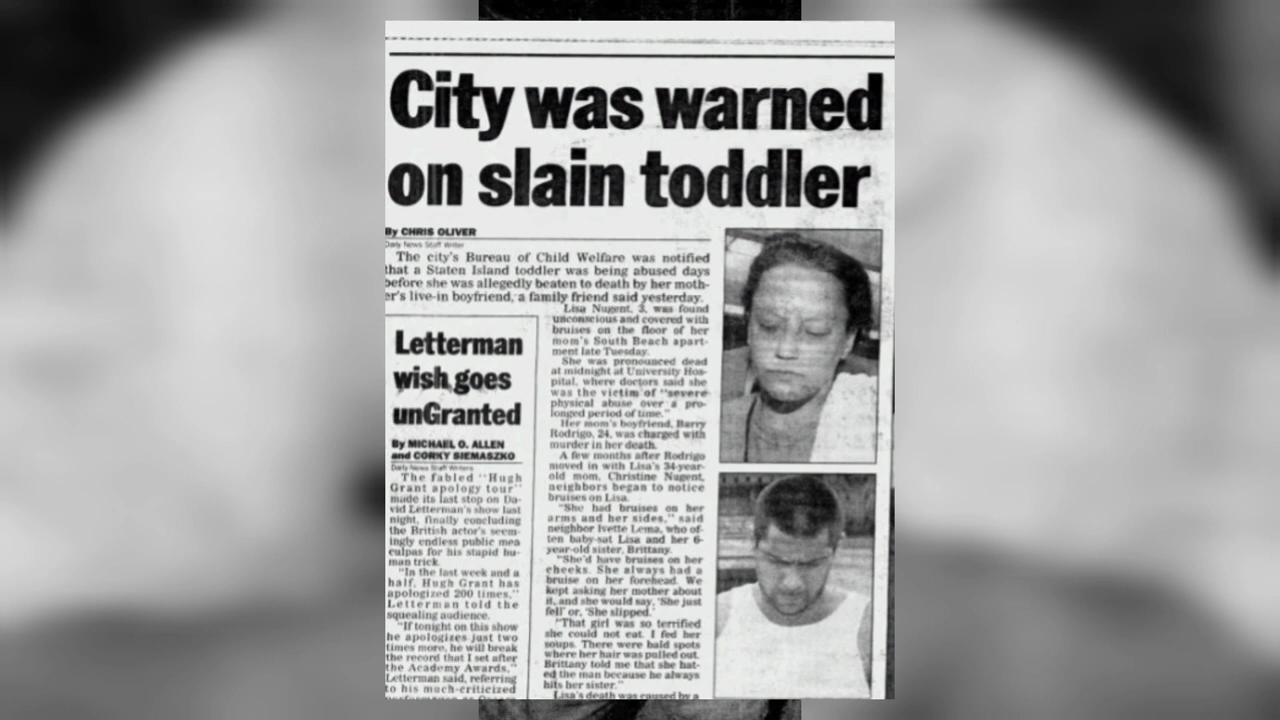 City was warned
on slain toddler
By CHRIS OLIVER
Daily News Staff Writer
The city's Bureau of Child Welfare was notified
that a Staten Island toddler was being abused days
before she was allegedly beaten to death by her moth-
er's live-in boyfriend, a family friend said yesterday.
Lisa Nugent, 3, was found
unconscious and covered with
bruises on the floor of her
mom's South Beach apart-
ment late Tuesday.
She was pronounced dead
at midnight at University Hos-
pital, where doctors said she
was the victim of "severe
physical abuse over a pro-
longed period of time."
Her mom's boyfriend, Barry
Rodrigo, 24, was charged with
murder in her death.
A few months after Rodrigo
moved in with Lisa's 34-year-
old mom, Christine Nugent,
neighbors began to notice
bruises on Lisa.
"She had bruises on her
arms and her sides," said
neighbor Ivette Lema, who of-
ten baby-sat Lisa and her 6-
year-old sister, Brittany.
"She'd have bruises on her
cheeks. She always had a
bruise on her forehead. We
kept asking her mother about
it, and she would say, 'She just
fell' or, 'She slipped.'
"That girl was so terrified
she could not eat. I fed her
soups. There were bald spots
where her hair was pulled out.
Brittany told me that she hat-
ed the man because he always
hits her sister."
Lisa's death was caused by a
Letterman
wish goes
unGranted
By MICHAEL O. ALLEN
and CORKY SIEMASZKO
Daily News Staff Writers
The fabled "Hugh
Grant apology tour"
made its last stop on Da-
vid Letterman's show last
night, finally concluding
the British actor's seem-
ingly endless public mea
culpas for his stupid hu-
man trick.
"In the last week and a
half, Hugh Grant has
apologized 200 times,"
Letterman told the
squealing audience.
"If tonight on this show
he apologizes just two
times more, he will break
the record that I set after
the Academy Awards,"
Letterman said, referring
to his much-criticized